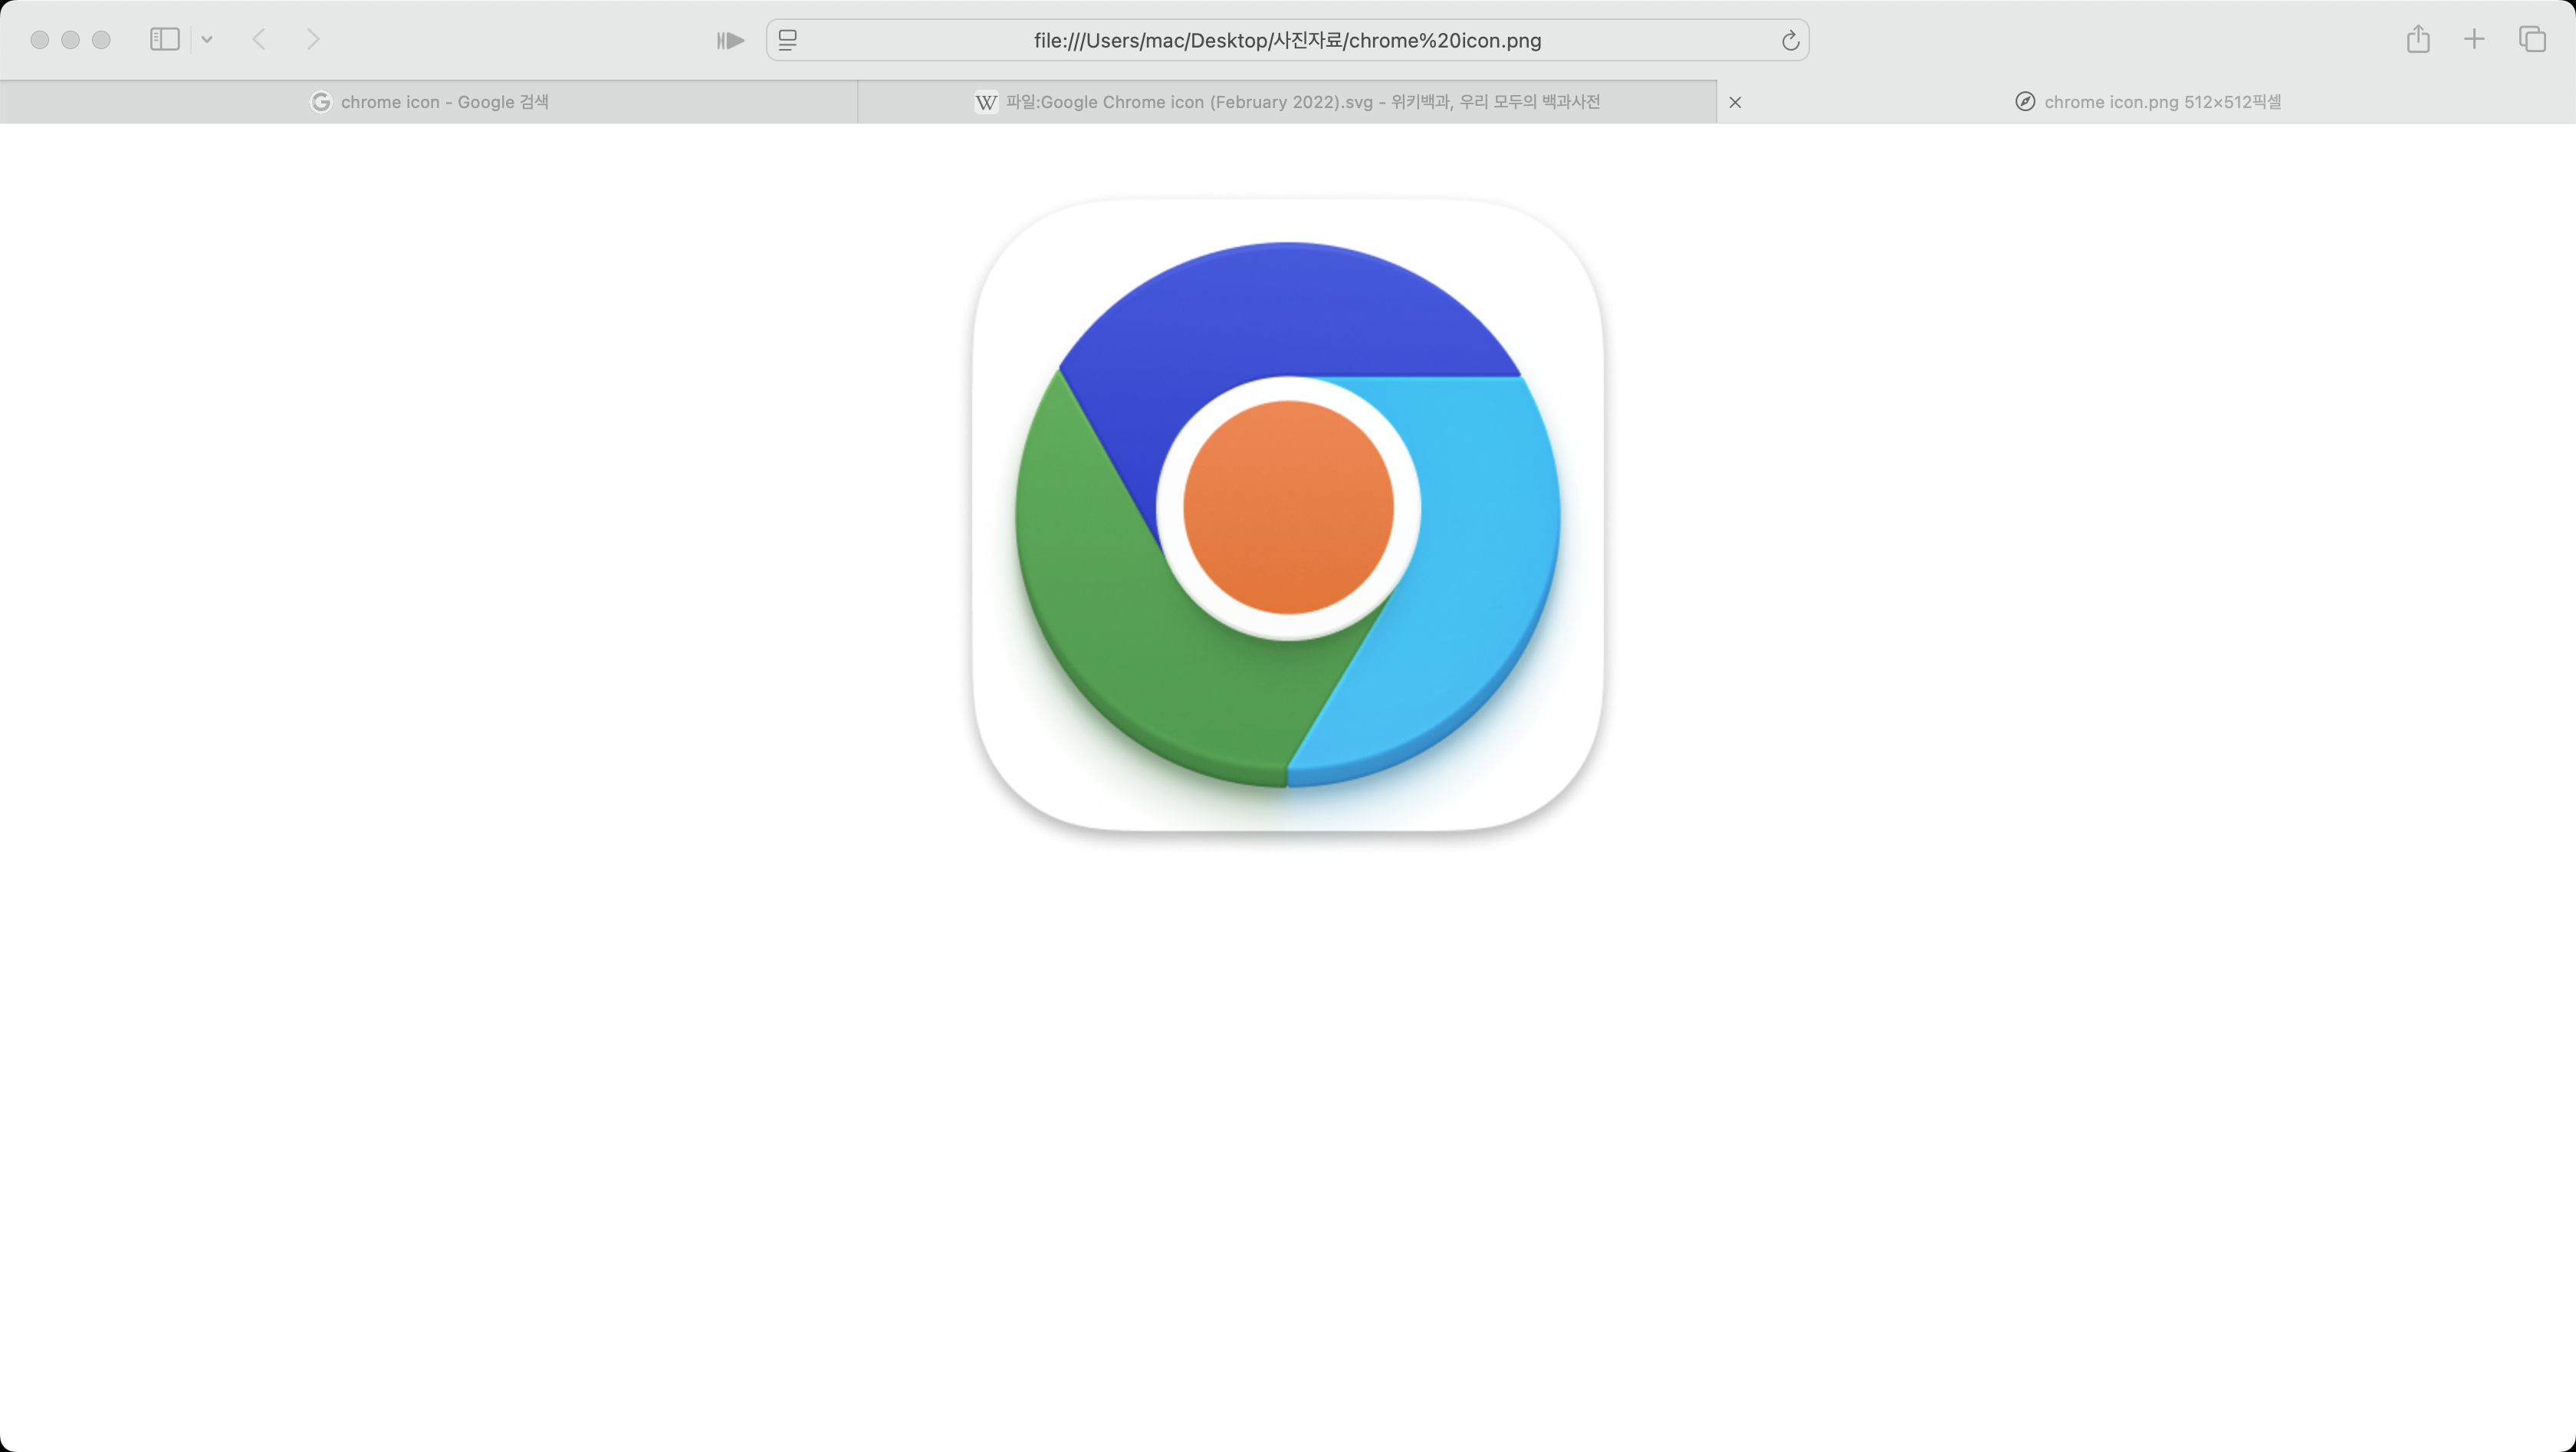 file:///Users/mac/Desktop/사진자료/chrome%20icon.png
chrome icon - Google 검색
W 파일:Google Chrome icon (February 2022).svg - 위키백과, 우리 모두의 백과사전
chrome icon.png 512×512픽셀